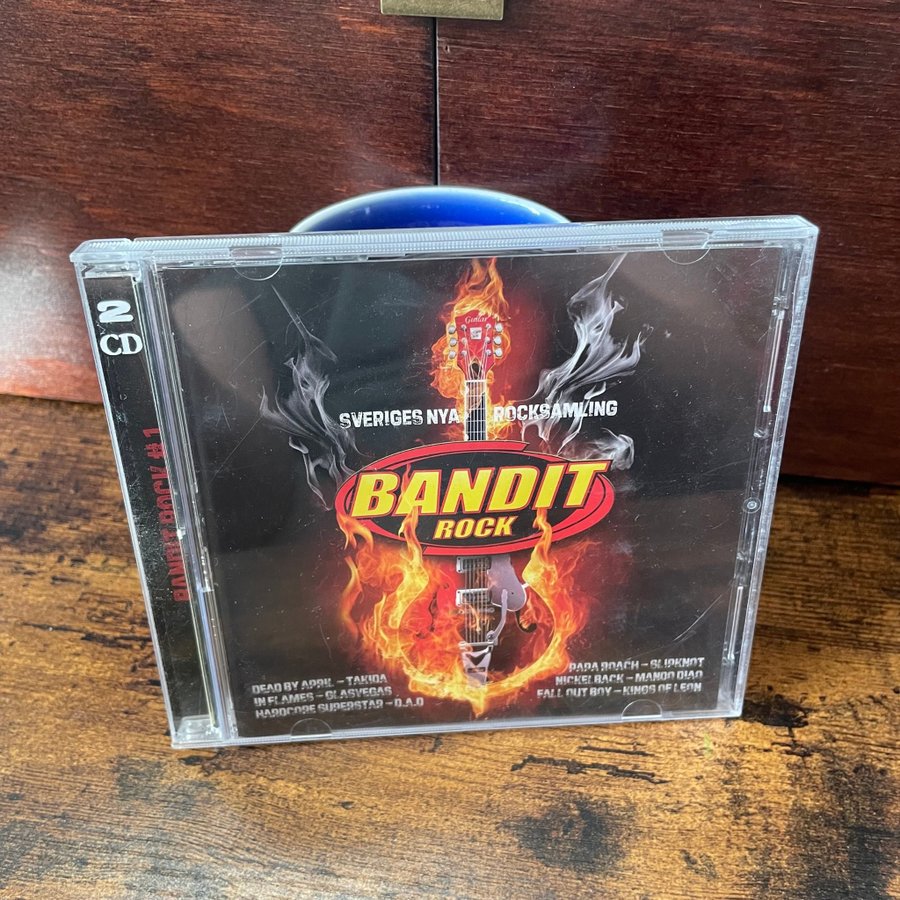 2
CD
BANDIT ROCK #1
Guitar
SVERIGES NYA ROCKSAMLING
BANDIT
ROCK
DEAD BY APRIL – TAKIDA
IN FLAMES – GLASVEGAS
HARDCORE SUPERSTAR – D.A.D
PAPA ROACH – SLIPKNOT
NICKELBACK – MANDO DIAO
FALL OUT BOY – KINGS OF LEON